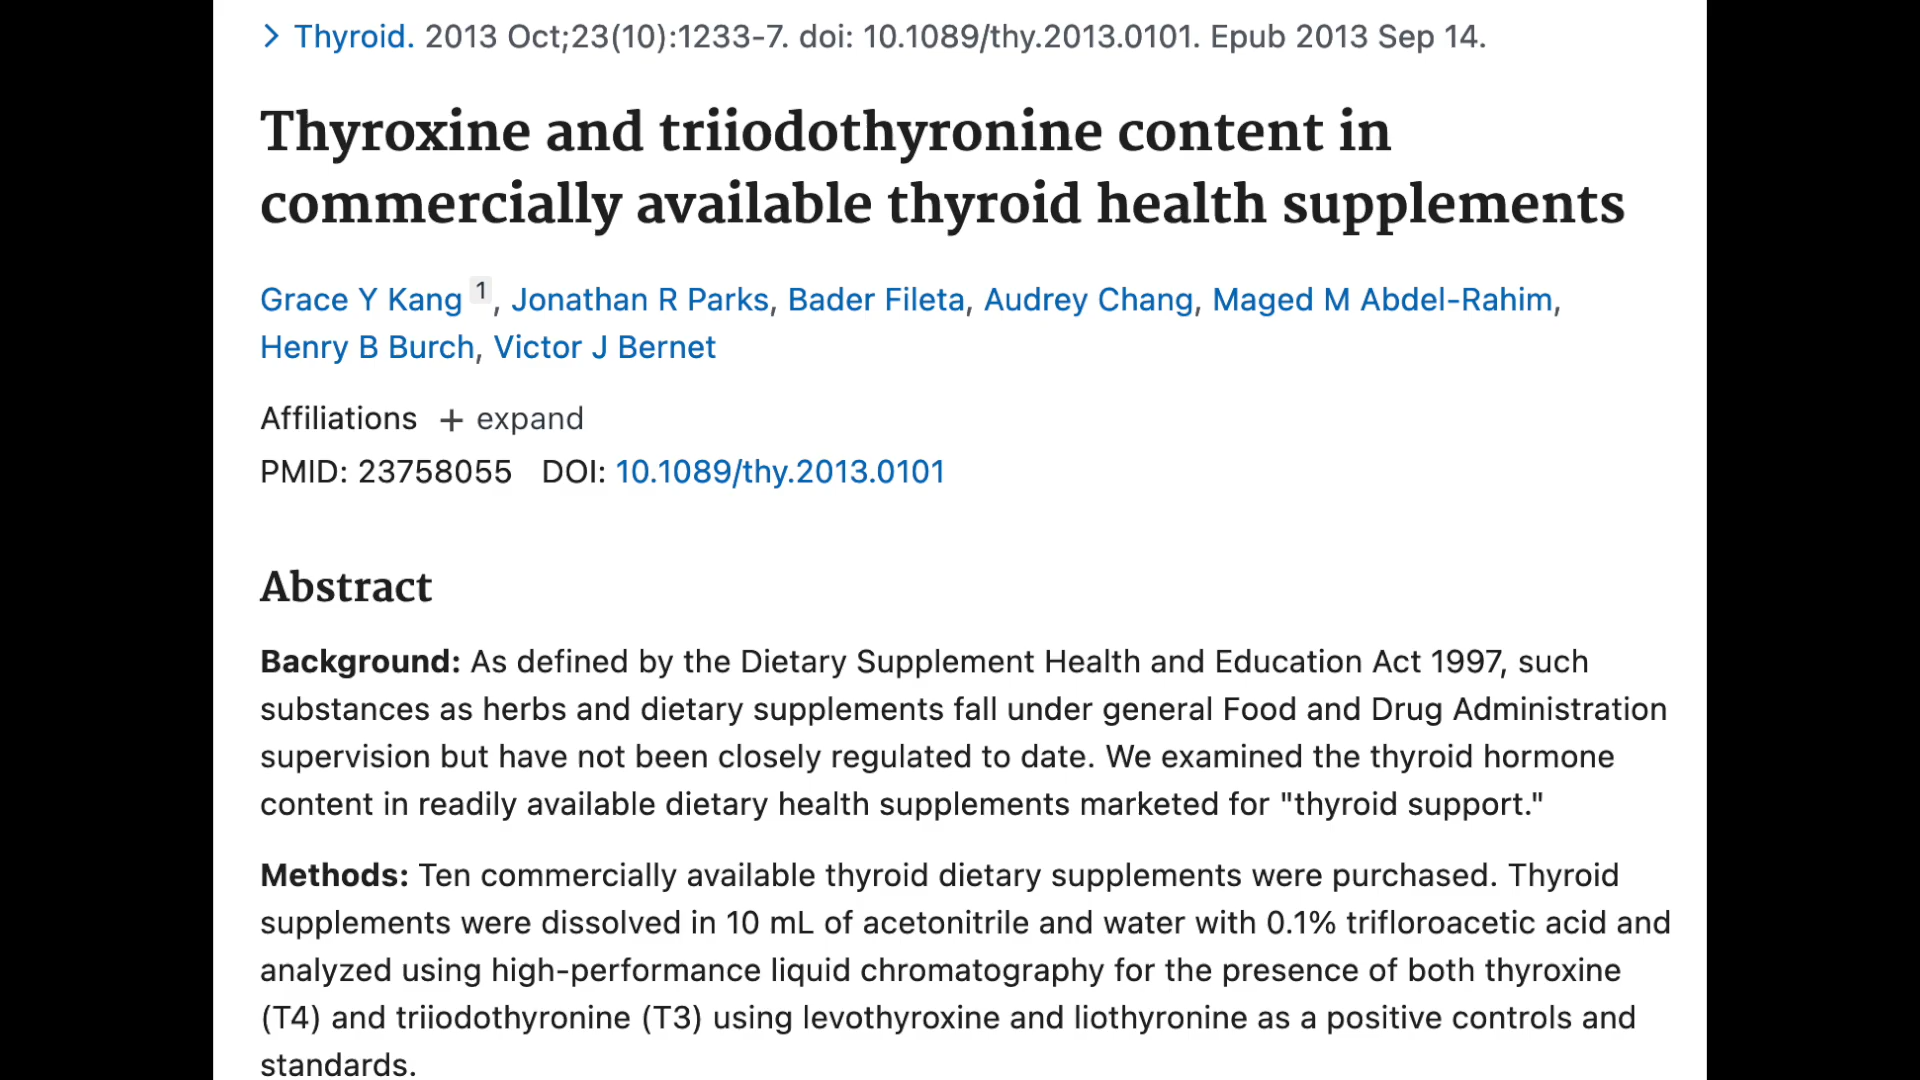 > Thyroid. 2013 Oct;23(10):1233-7. doi: 10.1089/thy.2013.0101. Epub 2013 Sep 14.
Thyroxine and triiodothyronine content in
commercially available thyroid health supplements
Grace Y Kang 1, Jonathan R Parks, Bader Fileta, Audrey Chang, Maged M Abdel-Rahim,
Henry B Burch, Victor J Bernet
Affiliations + expand
PMID: 23758055 DOI: 10.1089/thy.2013.0101
Abstract
Background: As defined by the Dietary Supplement Health and Education Act 1997, such
substances as herbs and dietary supplements fall under general Food and Drug Administration
supervision but have not been closely regulated to date. We examined the thyroid hormone
content in readily available dietary health supplements marketed for "thyroid support."
Methods: Ten commercially available thyroid dietary supplements were purchased. Thyroid
supplements were dissolved in 10 mL of acetonitrile and water with 0.1% trifloroacetic acid and
analyzed using high-performance liquid chromatography for the presence of both thyroxine
(T4) and triiodothyronine (T3) using levothyroxine and liothyronine as a positive controls and
standards.